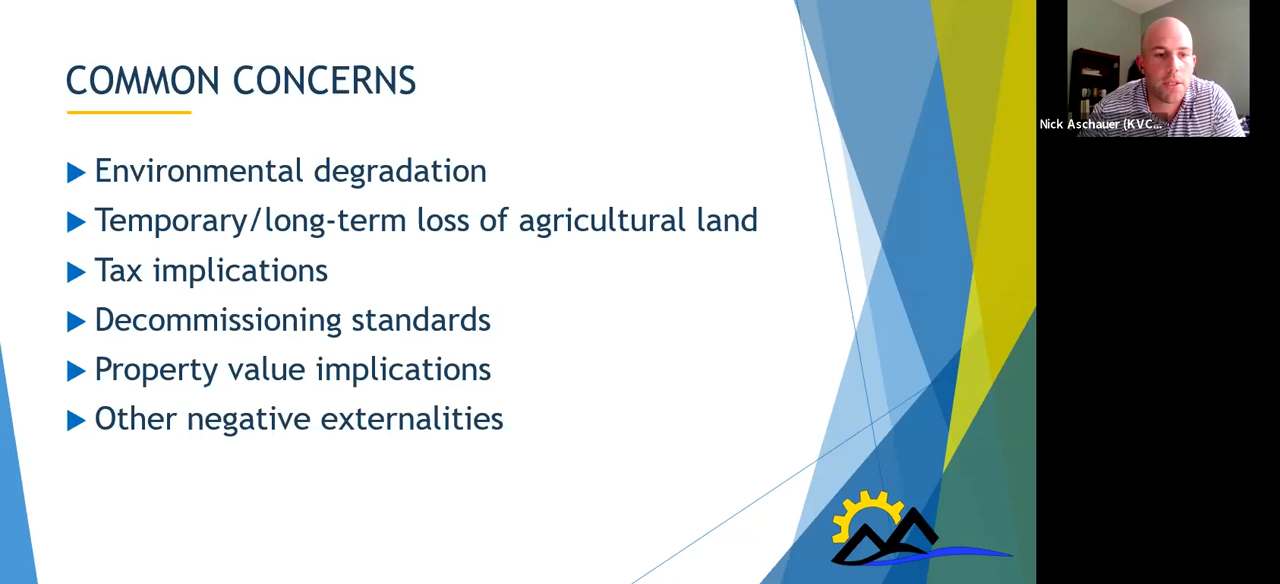 COMMON CONCERNS
Environmental degradation
Temporary/long-term loss of agricultural land
Tax implications
Decommissioning standards
Property value implications
Other negative externalities
Nick Aschauer (KVC...